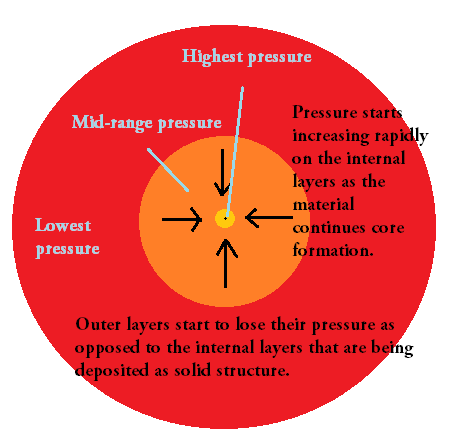 Highest pressure
Mid-range pressure
Pressure starts
increasing rapidly
on the internal
layers as the
material
continues core
formation.
Lowest
pressure
Outer layers start to lose their pressure as
opposed to the internal layers that are being
deposited as solid structure.